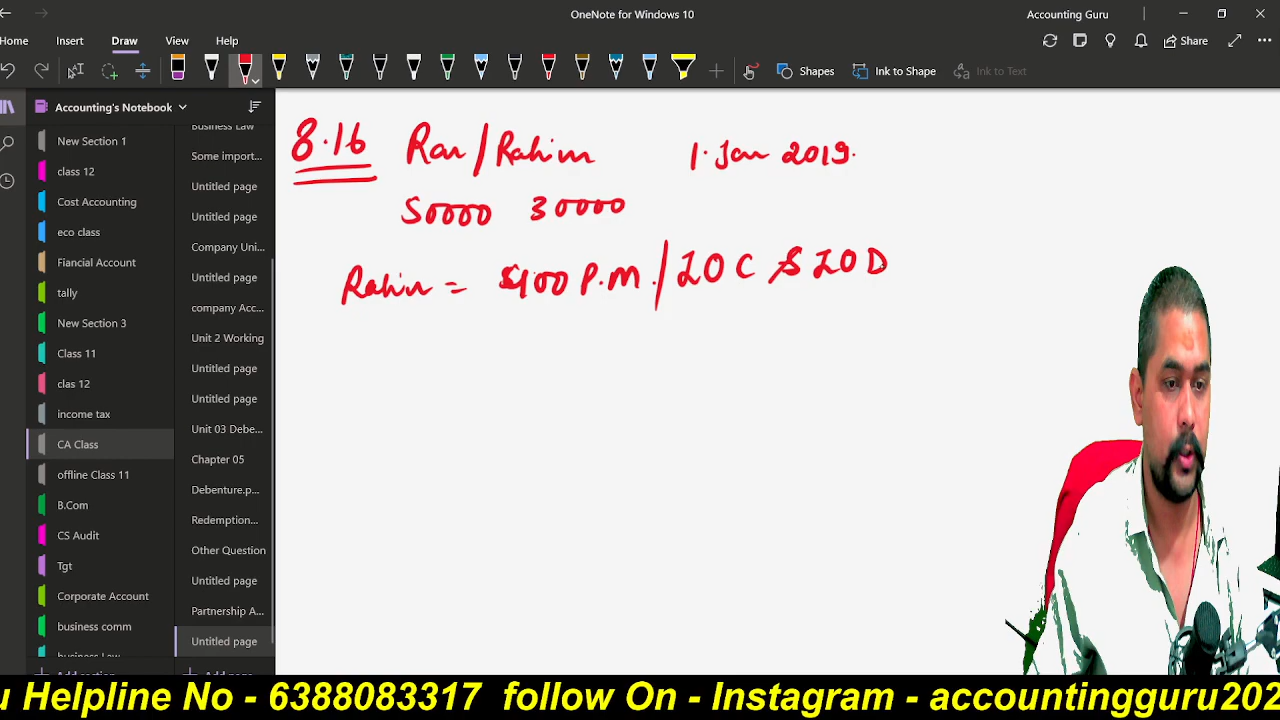 OneNote for Windows 10
Accounting Guru
Home Insert Draw View Help
Share
Shapes
Ink to Shape
Ink to Text
Accounting's Notebook
New Section 1
class 12
Cost Accounting
eco class
Fiancial Account
tally
New Section 3
Class 11
clas 12
income tax
CA Class
offline Class 11
B.Com
CS Audit
Tgt
Corporate Account
business comm
business Law
Business Law
Some import...
Untitled page
Untitled page
Company Uni...
Untitled page
company Acc...
Unit 2 Working
Untitled page
Untitled page
Unit 03 Debe...
Chapter 05
Debenture.p...
Redemption...
Other Question
Untitled page
Partnership A...
Untitled page
8.16 Ram/Rahim 1. Jan 2019.
50000 30000
Rahim = 400 P.M./IOC & IOD
u Helpline No - 6388083317 follow On - Instagram - accountingguru202